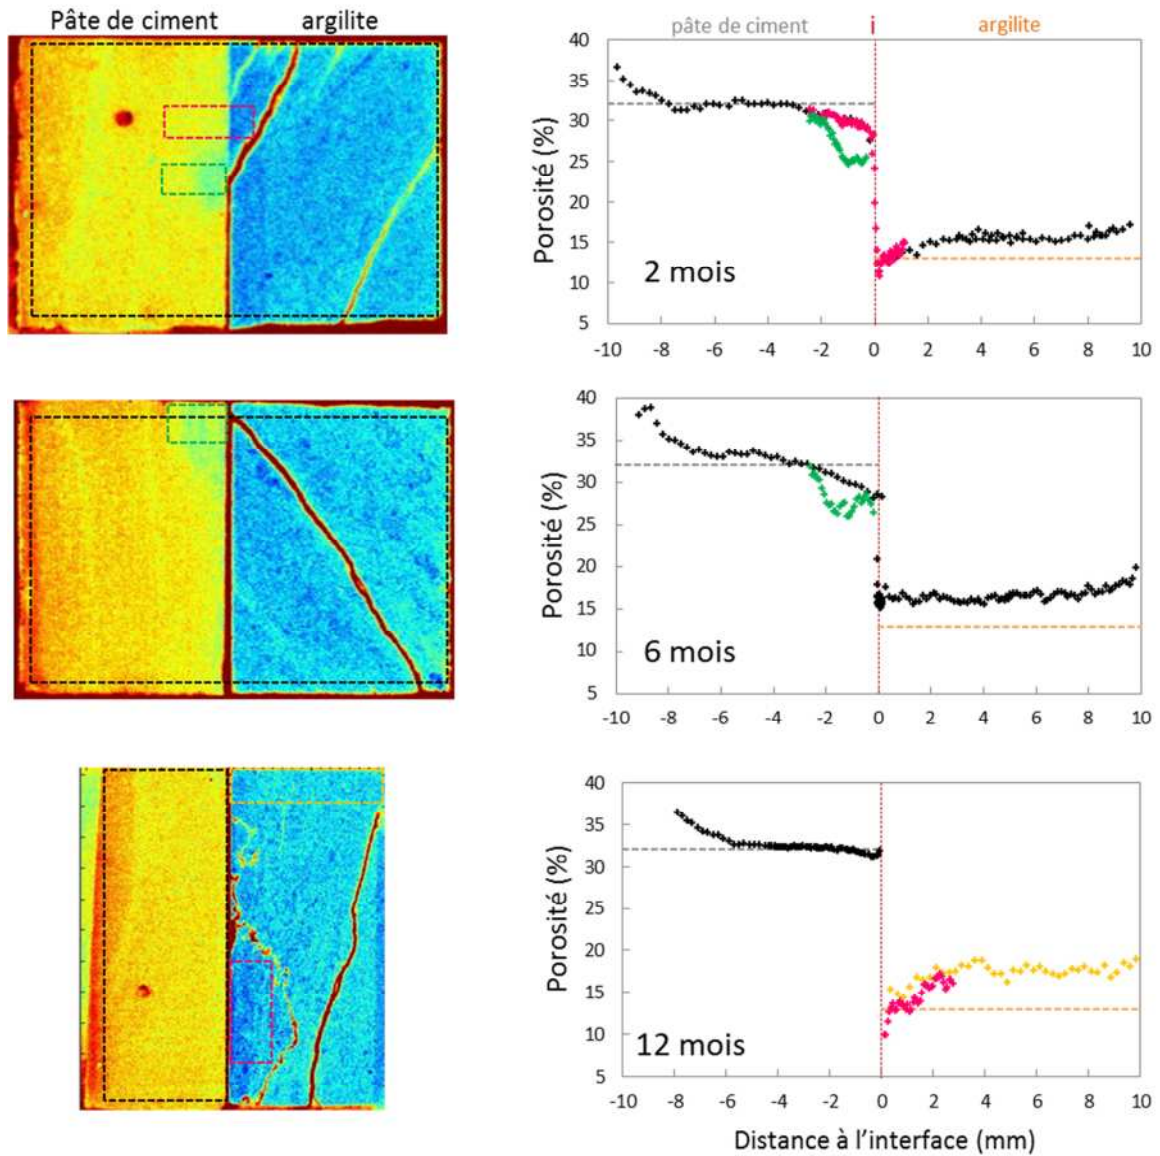 Pâte de ciment argilite
pâte de ciment i argilite
40
35
30
25
20
15
10
5
Porosité (%)
2 mois
-10 -8 -6 -4 -2 0 2 4 6 8 10
40
35
30
25
20
15
10
5
Porosité (%)
6 mois
-10 -8 -6 -4 -2 0 2 4 6 8 10
40
35
30
25
20
15
10
5
Porosité (%)
12 mois
-10 -8 -6 -4 -2 0 2 4 6 8 10
Distance à l'interface (mm)